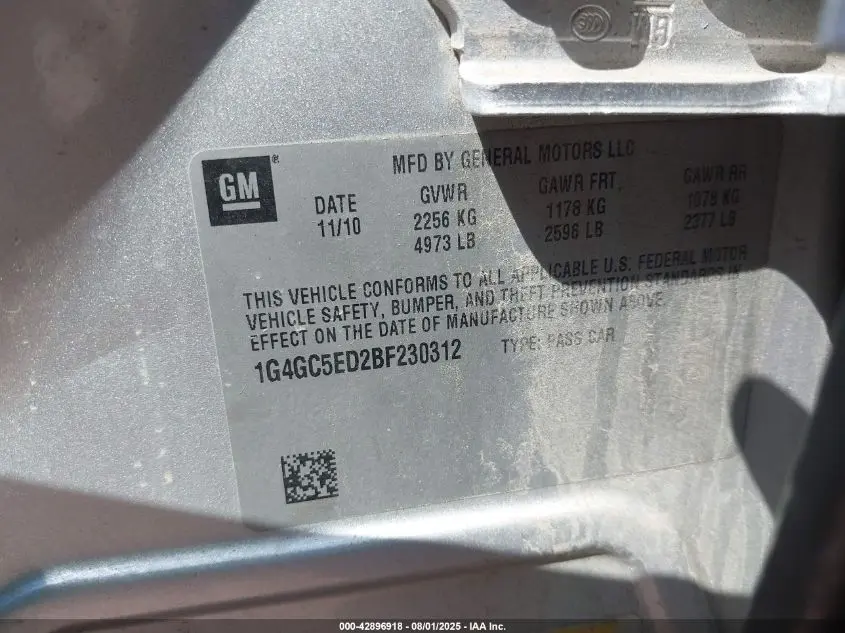 GM
®
MFD BY GENERAL MOTORS LLC
DATE GVWR GAWR FRT. GAWR RR
11/10 2256 KG 1178 KG 1078 KG
4973 LB 2596 LB 2377 LB
THIS VEHICLE CONFORMS TO ALL APPLICABLE U.S. FEDERAL MOTOR
VEHICLE SAFETY, BUMPER, AND THEFT PREVENTION STANDARDS IN
EFFECT ON THE DATE OF MANUFACTURE SHOWN ABOVE.
1G4GC5ED2BF230312 TYPE: PASS CAR
000-42896918 - 08/01/2025 - IAA Inc.